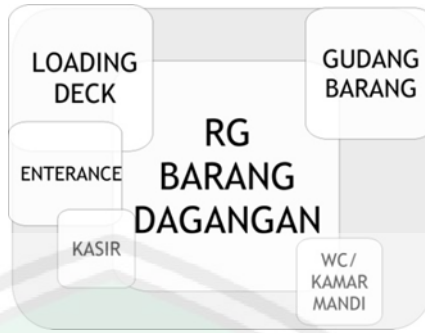 LOADING
DECK
GUDANG
BARANG
RG
BARANG
DAGANGAN
ENTERANCE
KASIR
WC/
KAMAR
MANDI